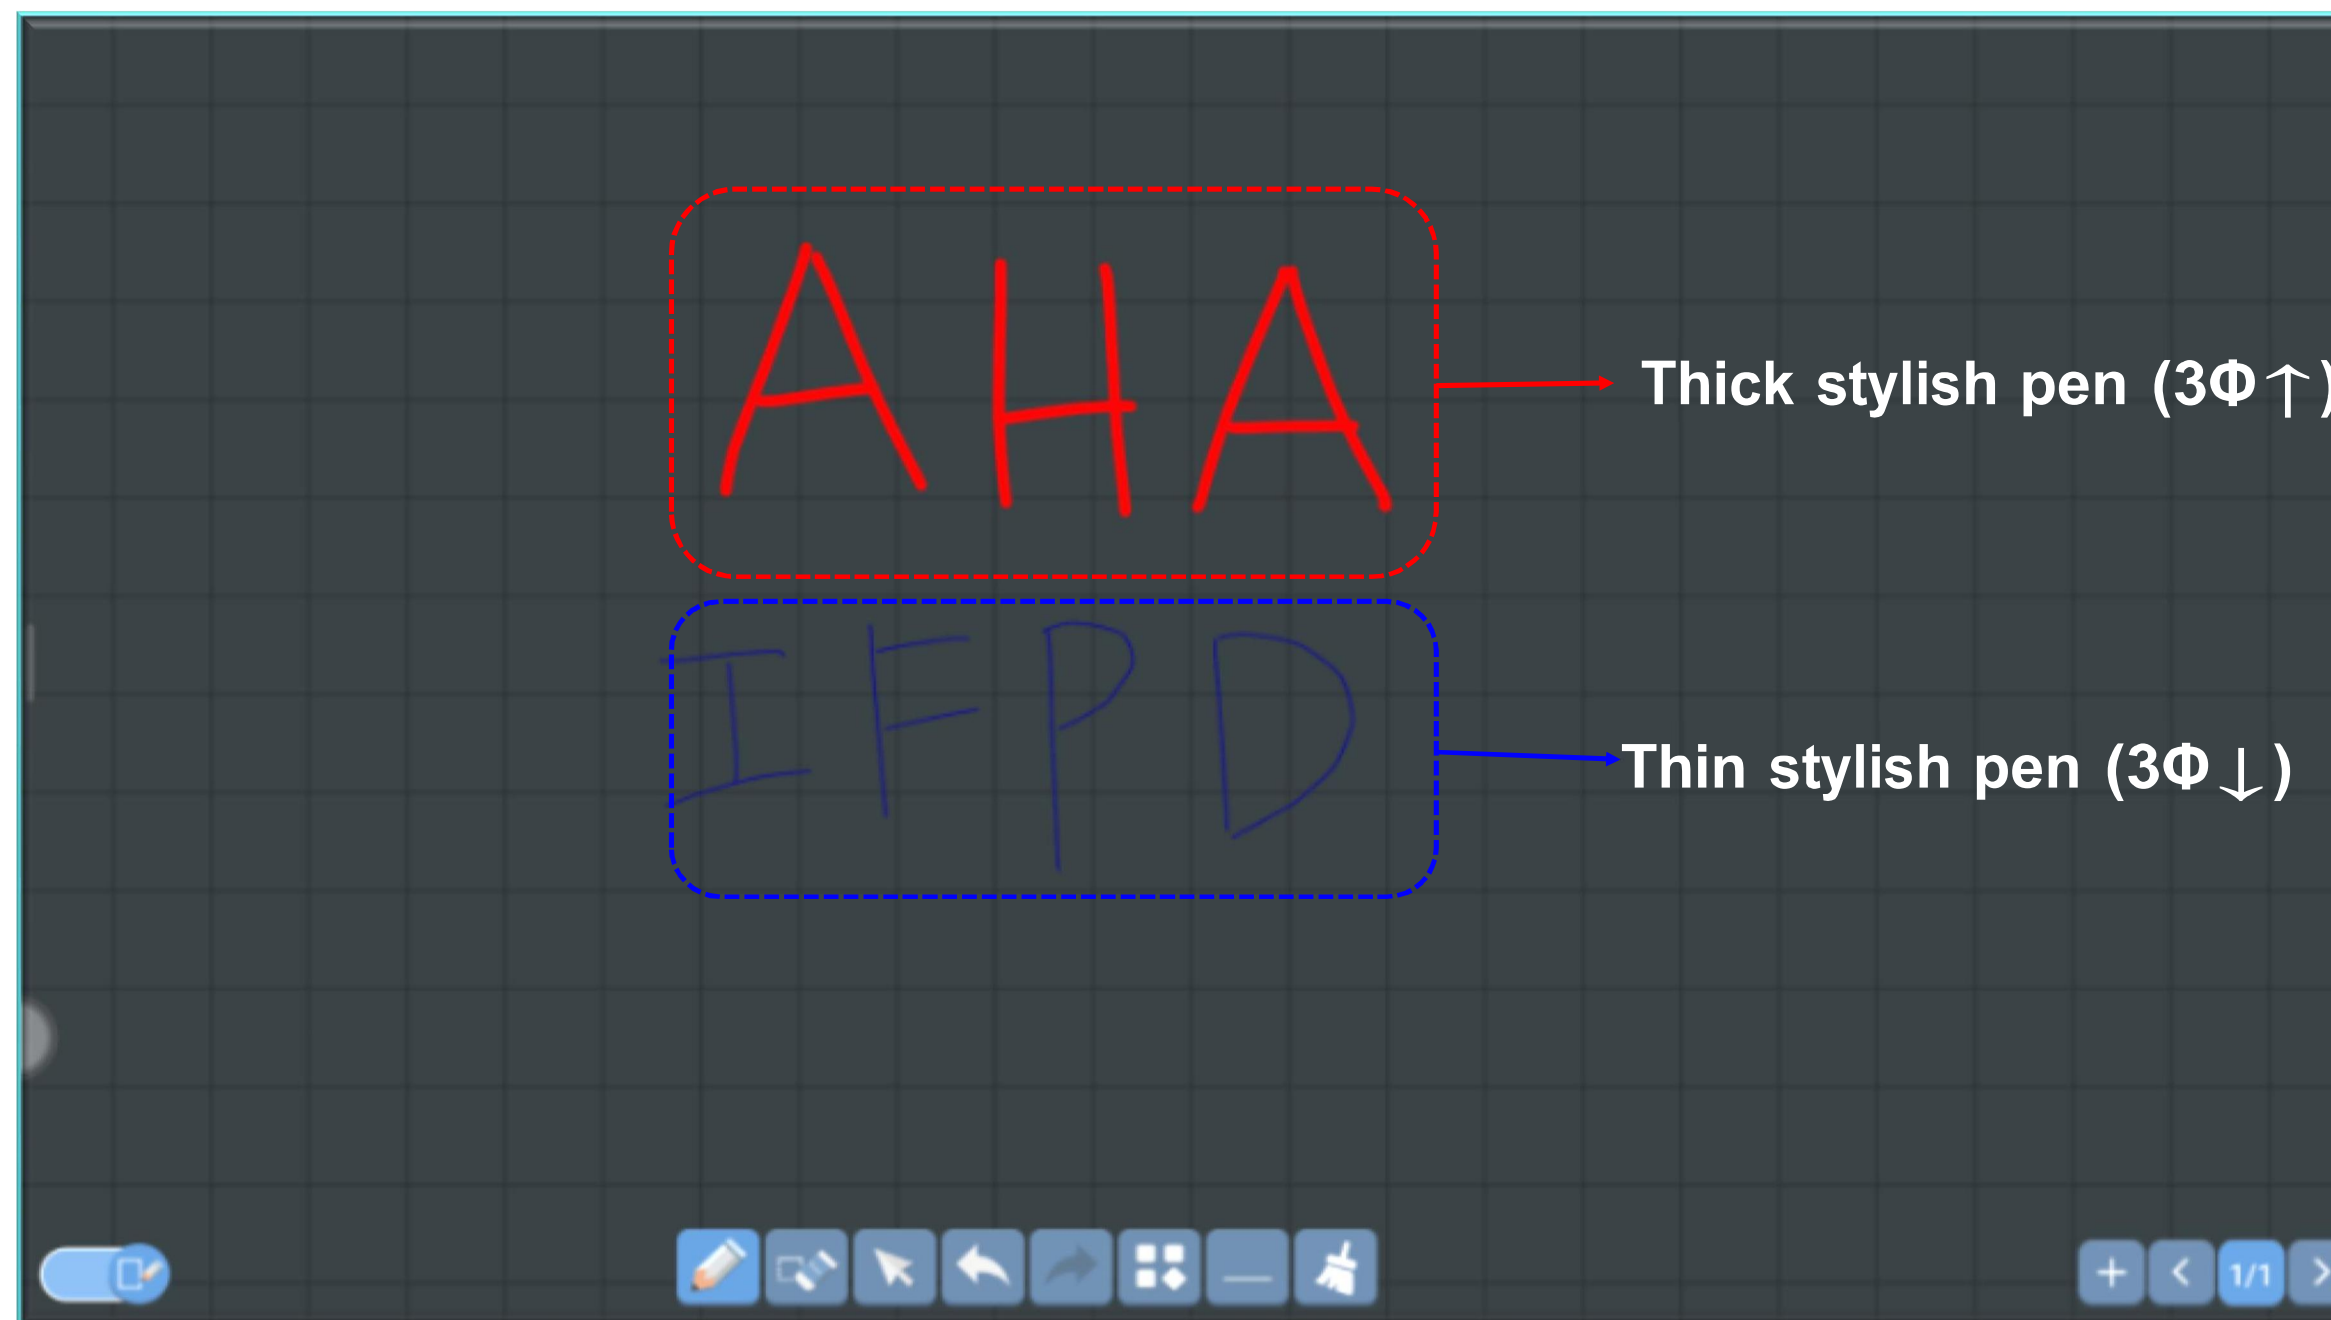 AHA
Thick stylish pen (3Φ↑)
IFPD
Thin stylish pen (3Φ↓)
1/1